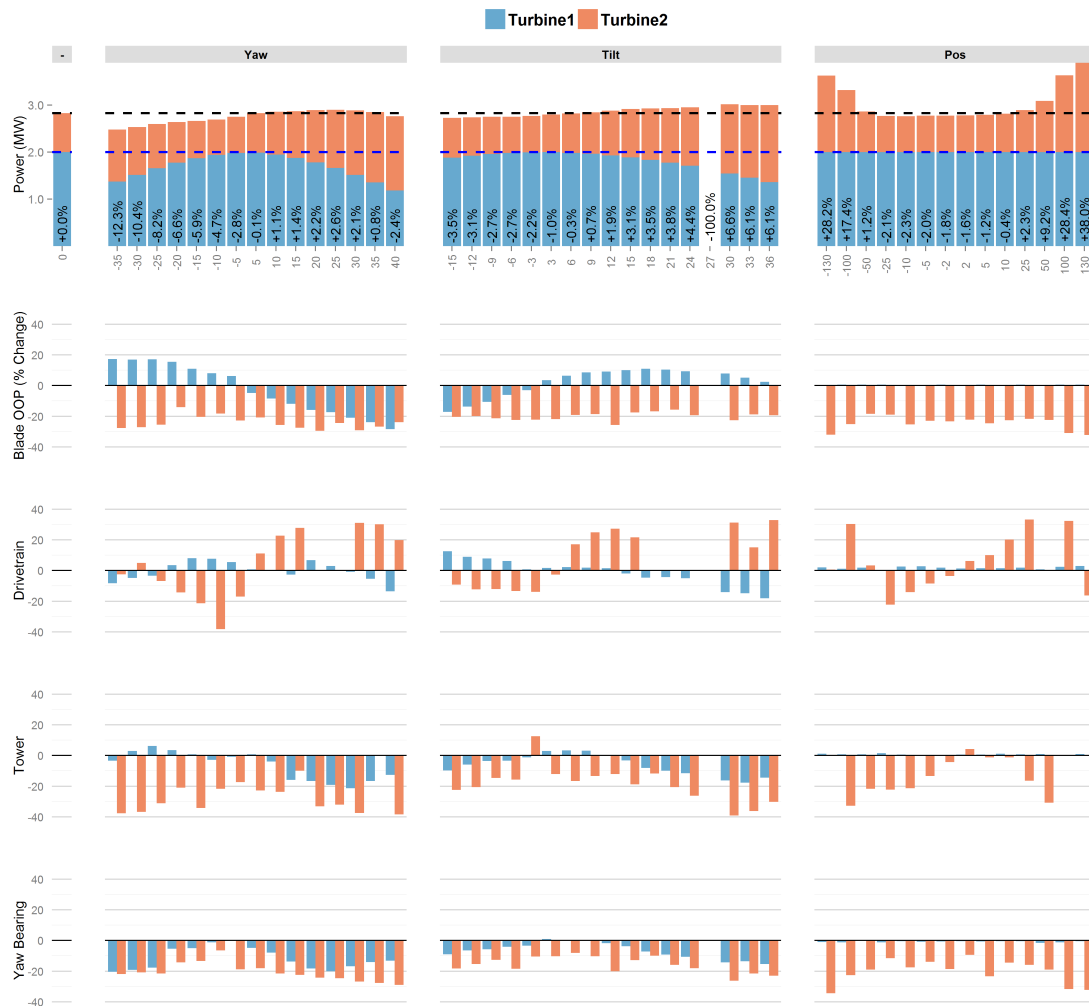 Turbine1 Turbine2
- Yaw Tilt Pos
Power (MW)
3.0
2.0
1.0
+0.0%
-12.3% -10.4% -8.2% -6.6% -5.9% -4.7% -2.8% -0.1% +1.1% +1.4% +2.2% +2.6% +2.1% +0.8% -2.4%
-3.5% -3.1% -2.7% -2.7% -2.2% -1.0% -0.3% +0.7% +1.9% +3.1% +3.5% +3.8% +4.4% -100.0% +6.6% +6.1% +6.1%
+28.2% +17.4% +1.2% -2.1% -2.3% -2.0% -1.8% -1.6% -1.2% -0.4% +2.3% +9.2% +28.4% +38.0%
0
-35 -30 -25 -20 -15 -10 -5 5 10 15 20 25 30 35 40
-15 -12 -9 -6 -3 3 6 9 12 15 18 21 24 27 30 33 36
-130 -100 -50 -25 -10 -5 -2 2 5 10 25 50 100 130
Blade OOP (% Change)
40
20
0
-20
-40
Drivetrain
40
20
0
-20
-40
Tower
40
20
0
-20
-40
Yaw Bearing
40
20
0
-20
-40